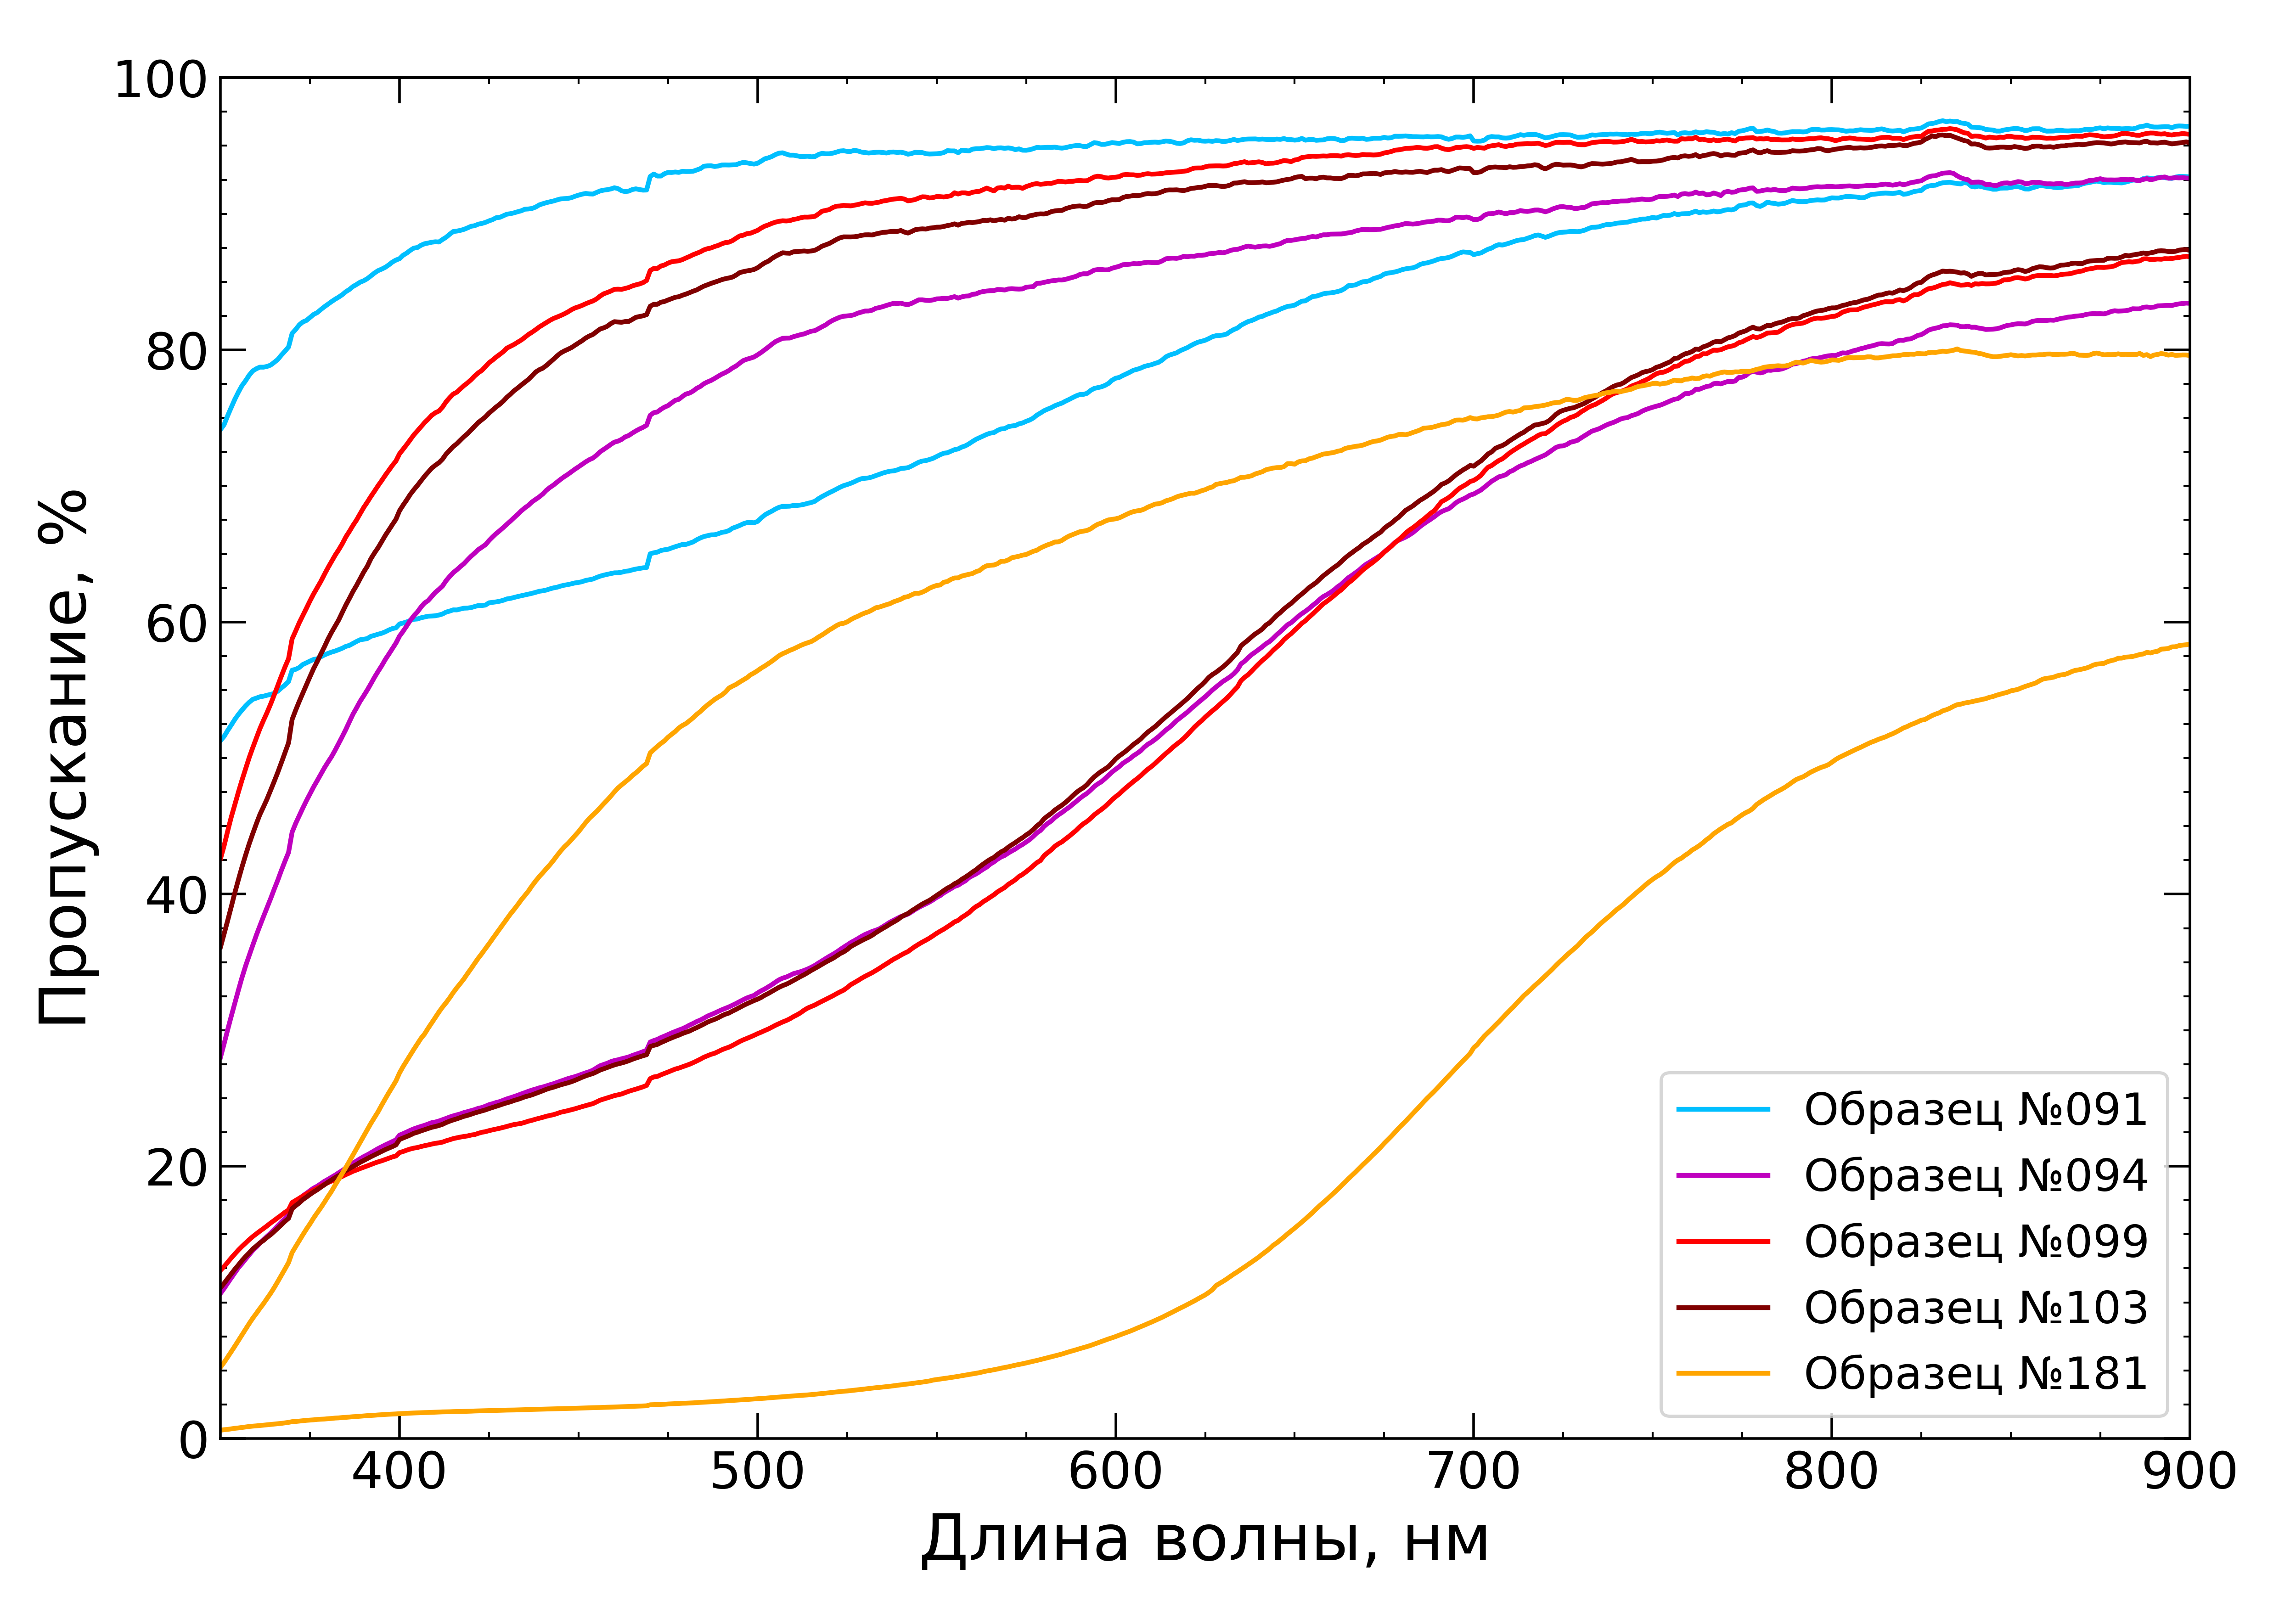 Пропускание, %
100
80
60
40
20
0
400 500 600 700 800 900
Длина волны, нм
Образец №091
Образец №094
Образец №099
Образец №103
Образец №181